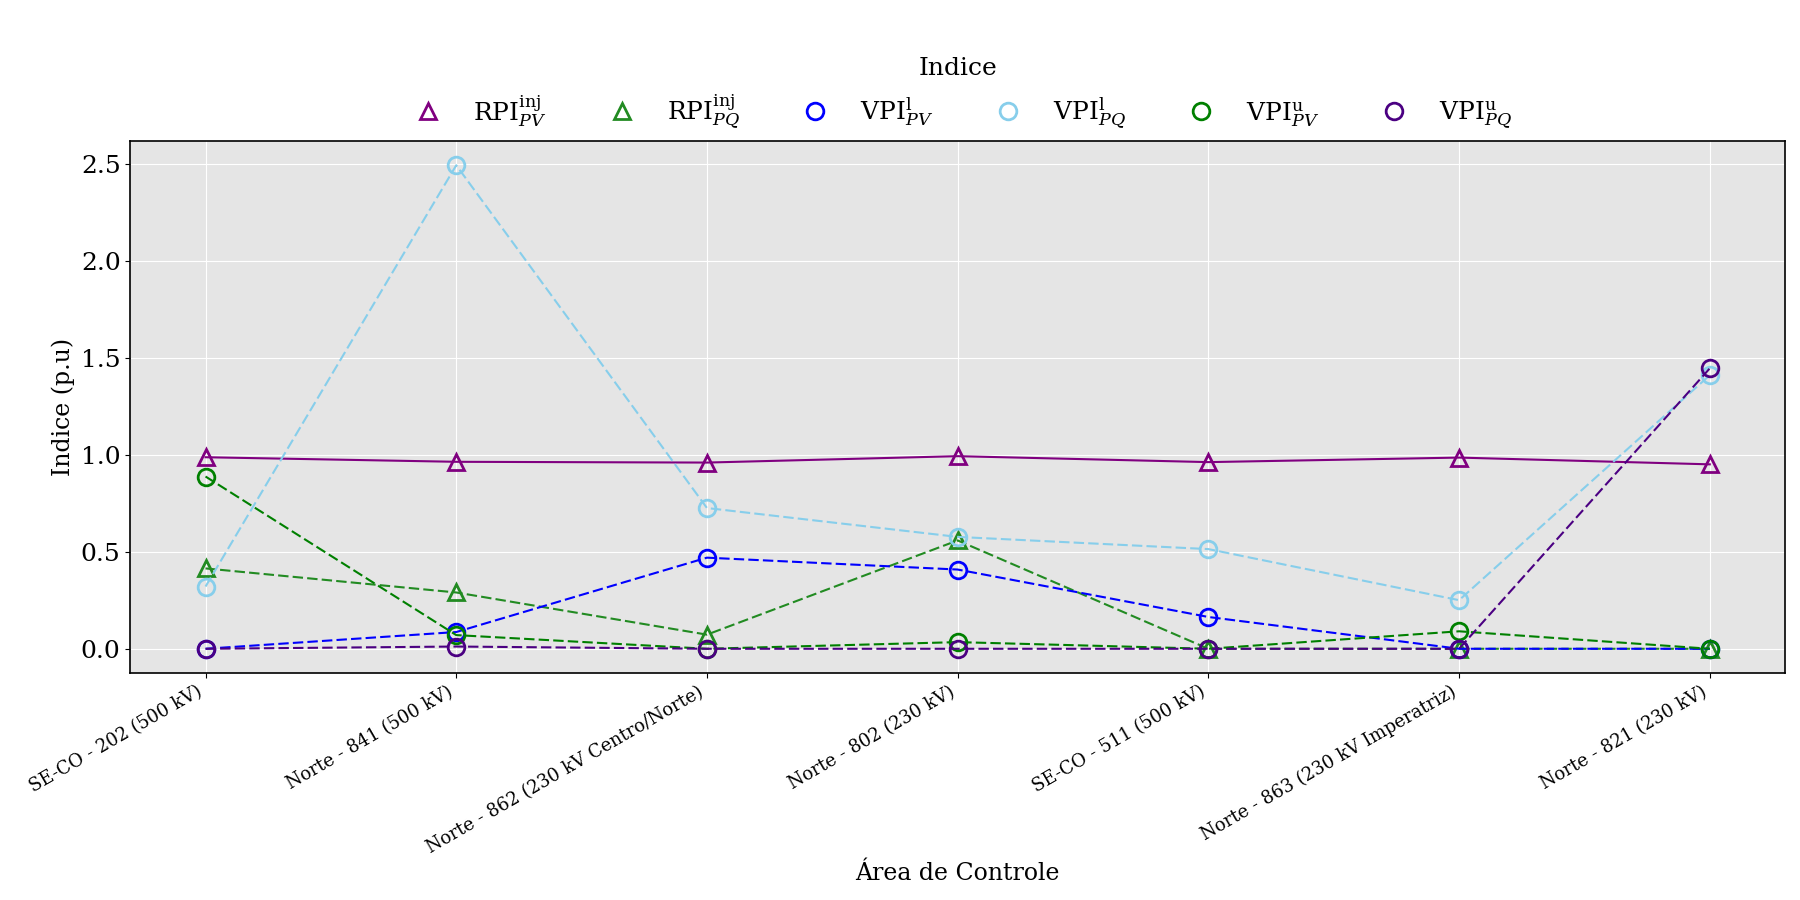 Indice
RPI^inj_PV RPI^inj_PQ VPI^l_PV VPI^l_PQ VPI^u_PV VPI^u_PQ
Indice (p.u)
2.5
2.0
1.5
1.0
0.5
0.0
SE-CO - 202 (500 kV)
Norte - 841 (500 kV)
Norte - 862 (230 kV Centro/Norte)
Norte - 802 (230 kV)
SE-CO - 511 (500 kV)
Norte - 863 (230 kV Imperatriz)
Norte - 821 (230 kV)
Área de Controle